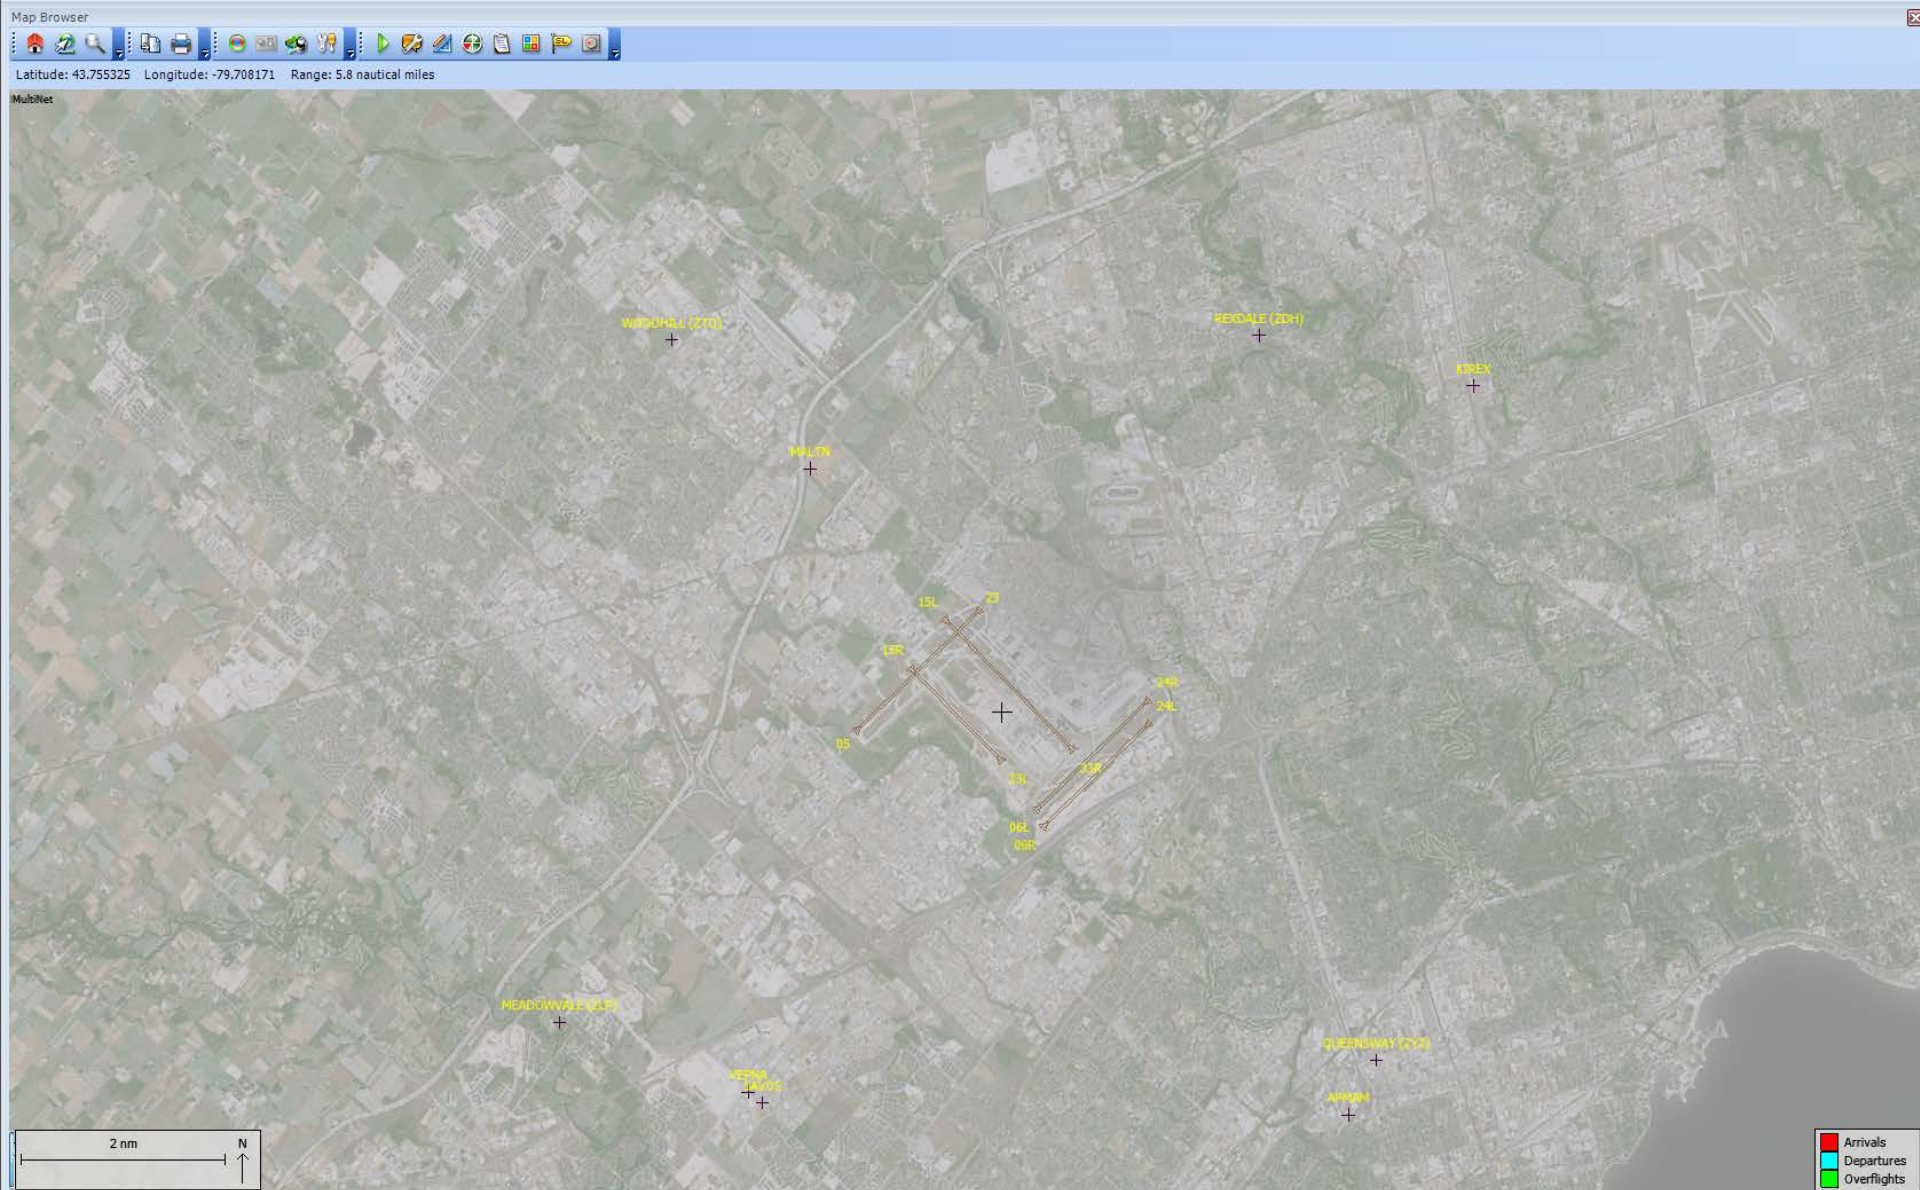 Map Browser
Latitude: 43.755325 Longitude: -79.708171 Range: 5.8 nautical miles
MultiNet
WOODHILL (ZTO)
REXDALE (ZDH)
KIREX
MALTN
15L
23
15R
24R
24L
05
33R
33L
06L
06R
MEADOWVALE (ZLP)
QUEENSWAY (ZYZ)
VERNA
SAVOS
ARMAM
2 nm
N
Arrivals
Departures
Overflights